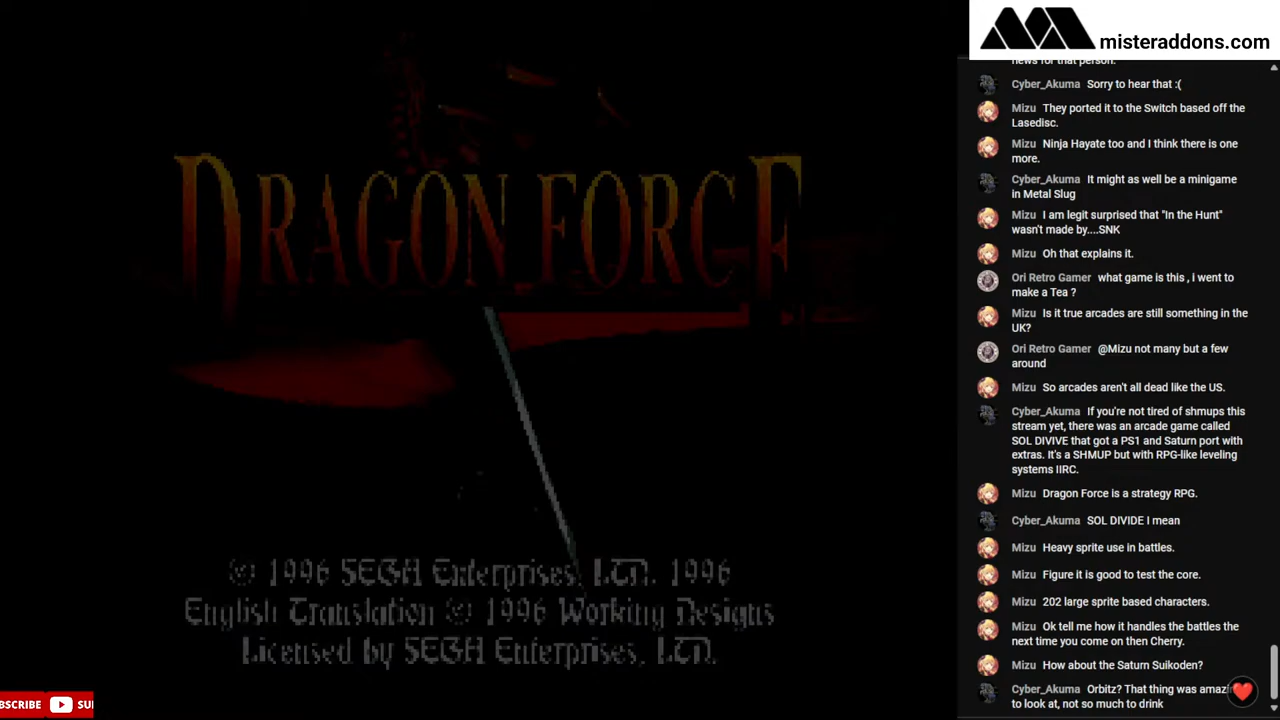 DRAGON FORCE
© 1996 SEGA Enterprises, LTD. 1996
English Translation © 1996 Working Designs
Licensed by SEGA Enterprises, LTD.
misteraddons.com
news for that person.
Cyber_Akuma Sorry to hear that :(
Mizu They ported it to the Switch based off the
Lasedisc.
Mizu Ninja Hayate too and I think there is one
more.
Cyber_Akuma It might as well be a minigame
in Metal Slug
Mizu I am legit surprised that "In the Hunt"
wasn't made by....SNK
Mizu Oh that explains it.
Ori Retro Gamer what game is this , i went to
make a Tea ?
Mizu Is it true arcades are still something in the
UK?
Ori Retro Gamer @Mizu not many but a few
around
Mizu So arcades aren't all dead like the US.
Cyber_Akuma If you're not tired of shmups this
stream yet, there was an arcade game called
SOL DIVIVE that got a PS1 and Saturn port with
extras. It's a SHMUP but with RPG-like leveling
systems IIRC.
Mizu Dragon Force is a strategy RPG.
Cyber_Akuma SOL DIVIDE I mean
Mizu Heavy sprite use in battles.
Mizu Figure it is good to test the core.
Mizu 202 large sprite based characters.
Mizu Ok tell me how it handles the battles the
next time you come on then Cherry.
Mizu How about the Saturn Suikoden?
Cyber_Akuma Orbitz? That thing was amazi
to look at, not so much to drink
SCRIBE SU